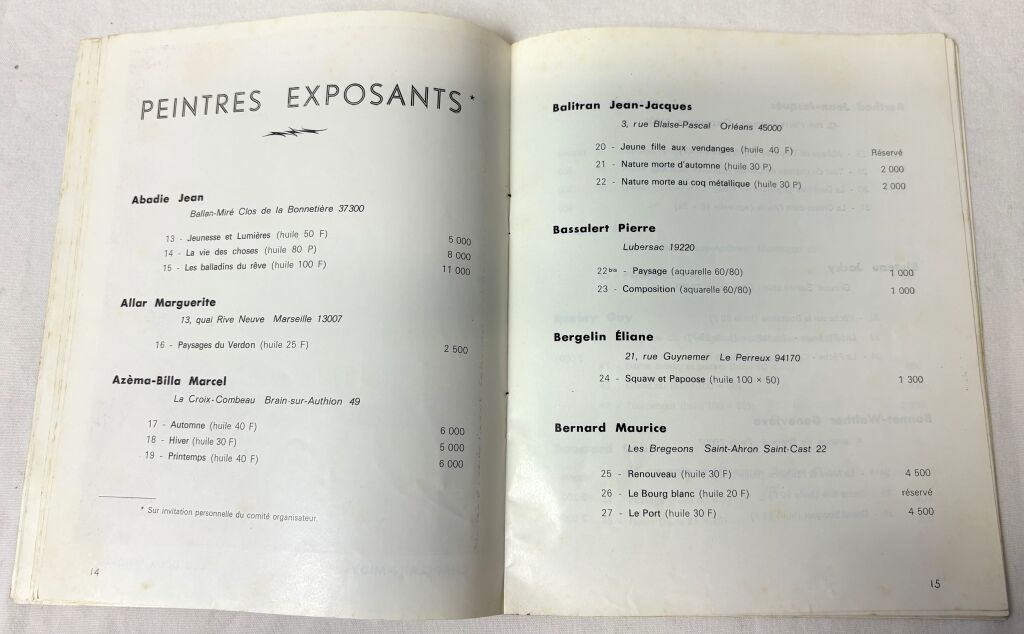 PEINTRES EXPOSANTS *
Abadie Jean
Ballan-Miré Clos de la Bonnetière 37300
13 - Jeunesse et Lumières (huile 50 F) 5 000
14 - La vie des choses (huile 80 P) 8 000
15 - Les balladins du rêve (huile 100 F) 11 000
Allar Marguerite
13, quai Rive Neuve Marseille 13007
16 - Paysages du Verdon (huile 25 F) 2 500
Azèma-Billa Marcel
La Croix-Combeau Brain-sur-Authion 49
17 - Automne (huile 40 F) 6 000
18 - Hiver (huile 30 F) 5 000
19 - Printemps (huile 40 F) 6 000
* Sur invitation personnelle du comité organisateur.
14
Balitran Jean-Jacques
3, rue Blaise-Pascal Orléans 45000
20 - Jeune fille aux vendanges (huile 40 F) Réservé
21 - Nature morte d'automne (huile 30 P) 2 000
22 - Nature morte au coq métallique (huile 30 P) 2 000
Bassalert Pierre
Lubersac 19220
22 bis - Paysage (aquarelle 60/80) 1 000
23 - Composition (aquarelle 60/80) 1 000
Bergelin Éliane
21, rue Guynemer Le Perreux 94170
24 - Squaw et Papoose (huile 100 × 50) 1 300
Bernard Maurice
Les Bregeons Saint-Ahron Saint-Cast 22
25 - Renouveau (huile 30 F) 4 500
26 - Le Bourg blanc (huile 20 F) réservé
27 - Le Port (huile 30 F) 4 500
15